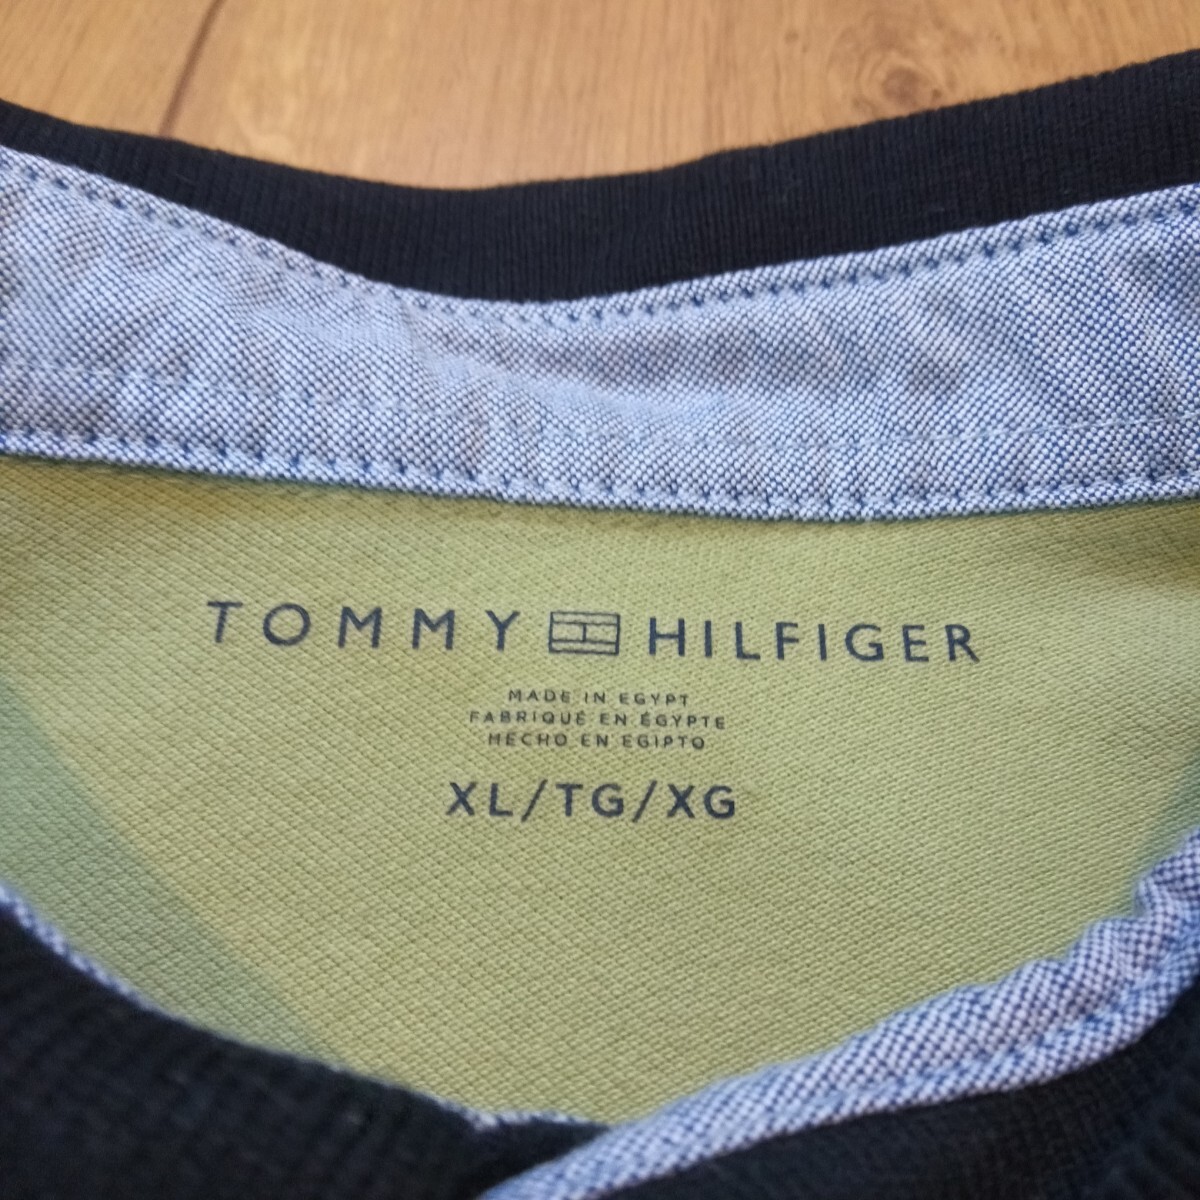 TOMMY HILFIGER
MADE IN EGYPT
FABRIQUÉ EN ÉGYPTE
HECHO EN EGIPTO
XL/TG/XG